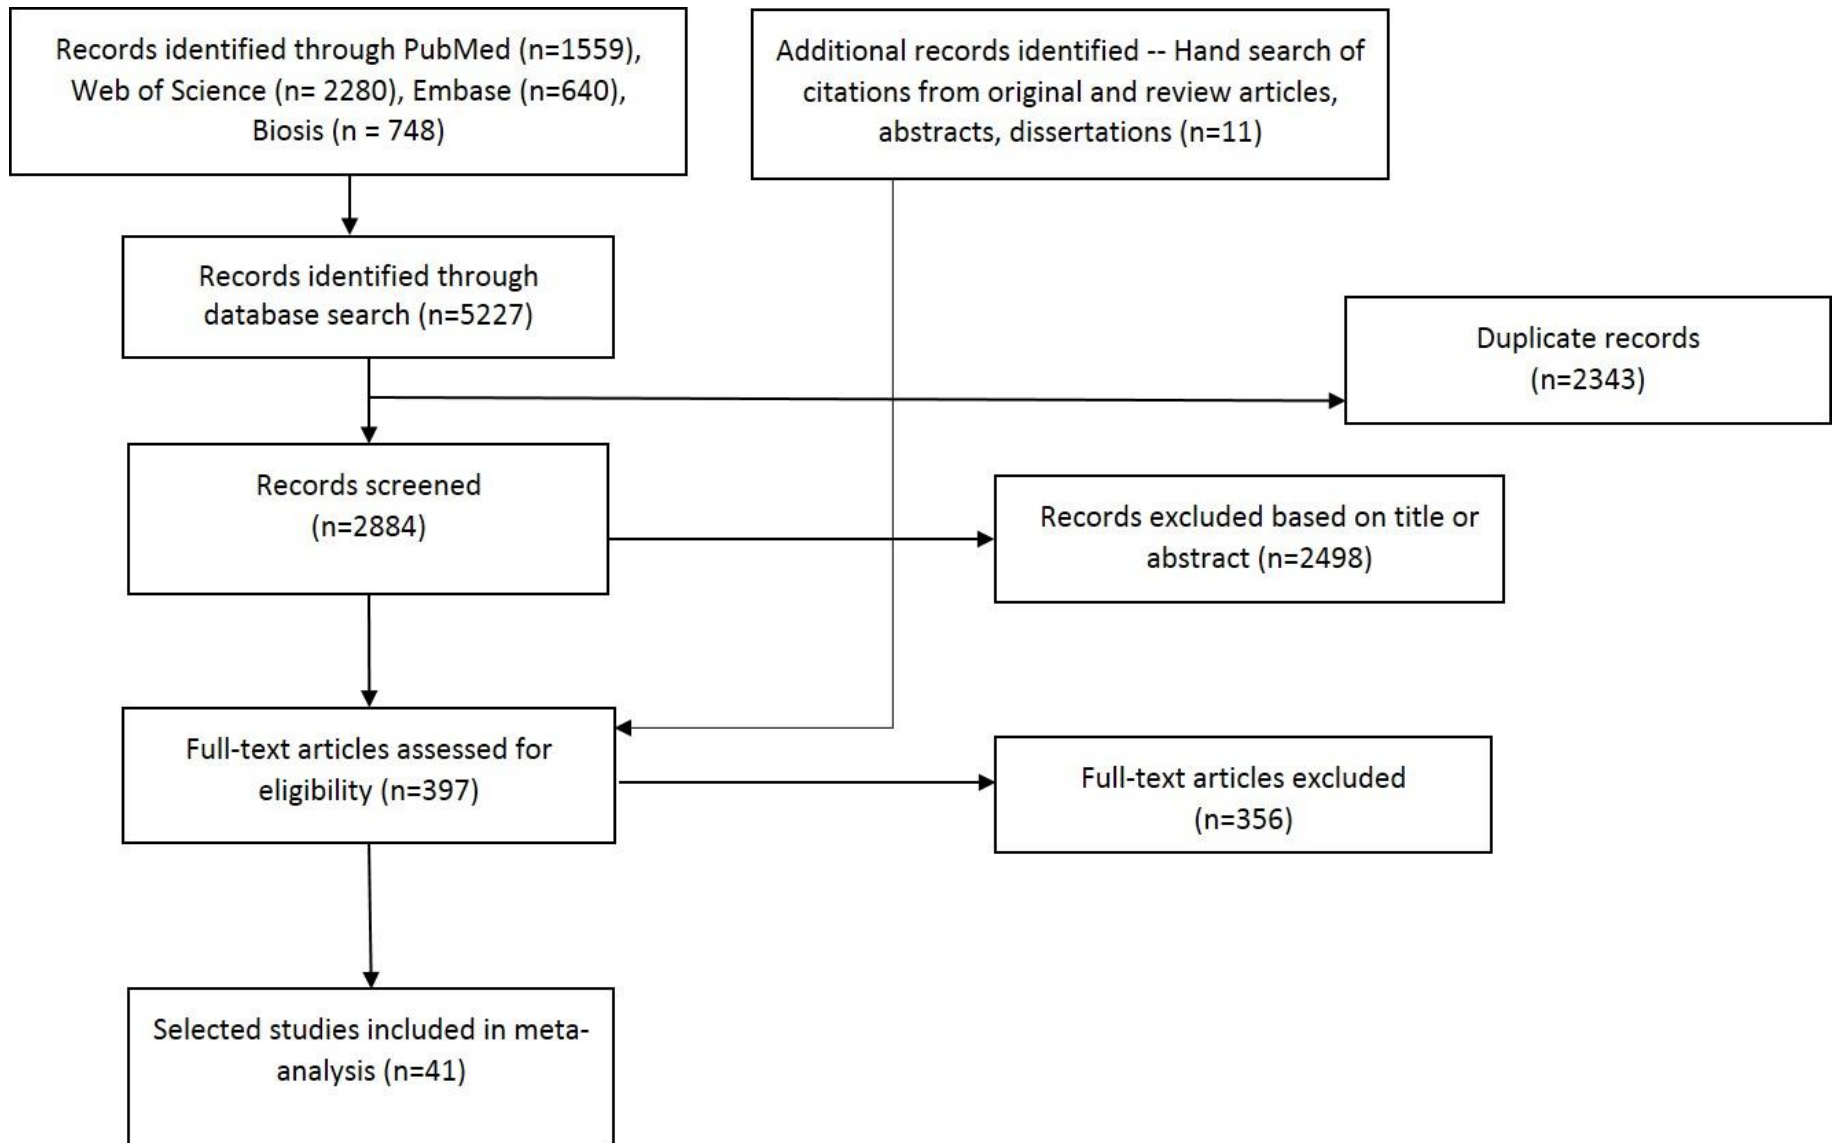 Records identified through PubMed (n=1559),
Web of Science (n= 2280), Embase (n=640),
Biosis (n = 748)
Additional records identified -- Hand search of
citations from original and review articles,
abstracts, dissertations (n=11)
Records identified through
database search (n=5227)
Duplicate records
(n=2343)
Records screened
(n=2884)
Records excluded based on title or
abstract (n=2498)
Full-text articles assessed for
eligibility (n=397)
Full-text articles excluded
(n=356)
Selected studies included in meta-
analysis (n=41)